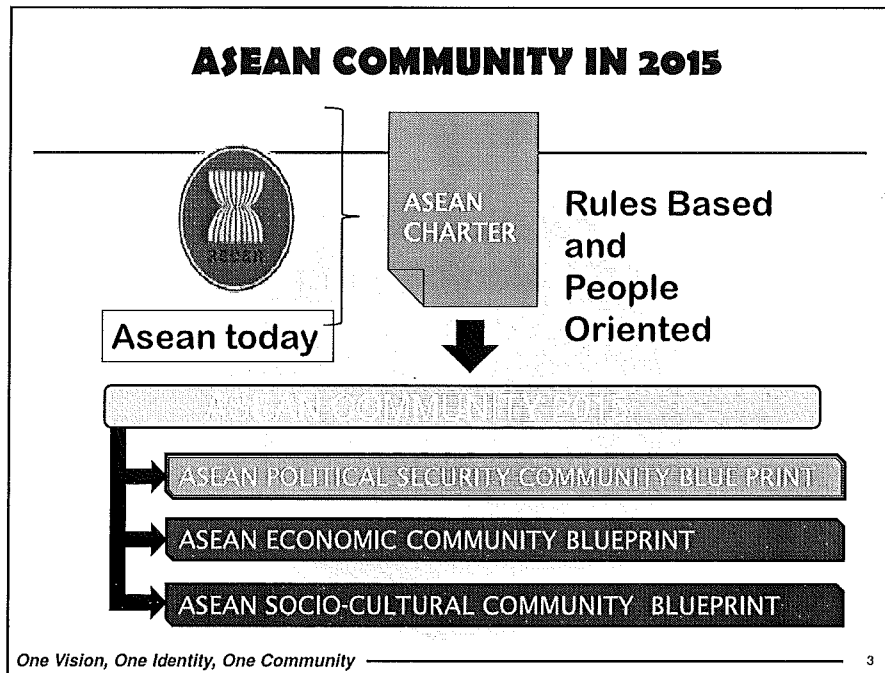 ASEAN COMMUNITY IN 2015
asean
ASEAN
CHARTER
Rules Based
and
People
Oriented
Asean today
ASEAN COMMUNITY 2015
ASEAN POLITICAL SECURITY COMMUNITY BLUE PRINT
ASEAN ECONOMIC COMMUNITY BLUEPRINT
ASEAN SOCIO-CULTURAL COMMUNITY BLUEPRINT
One Vision, One Identity, One Community
3